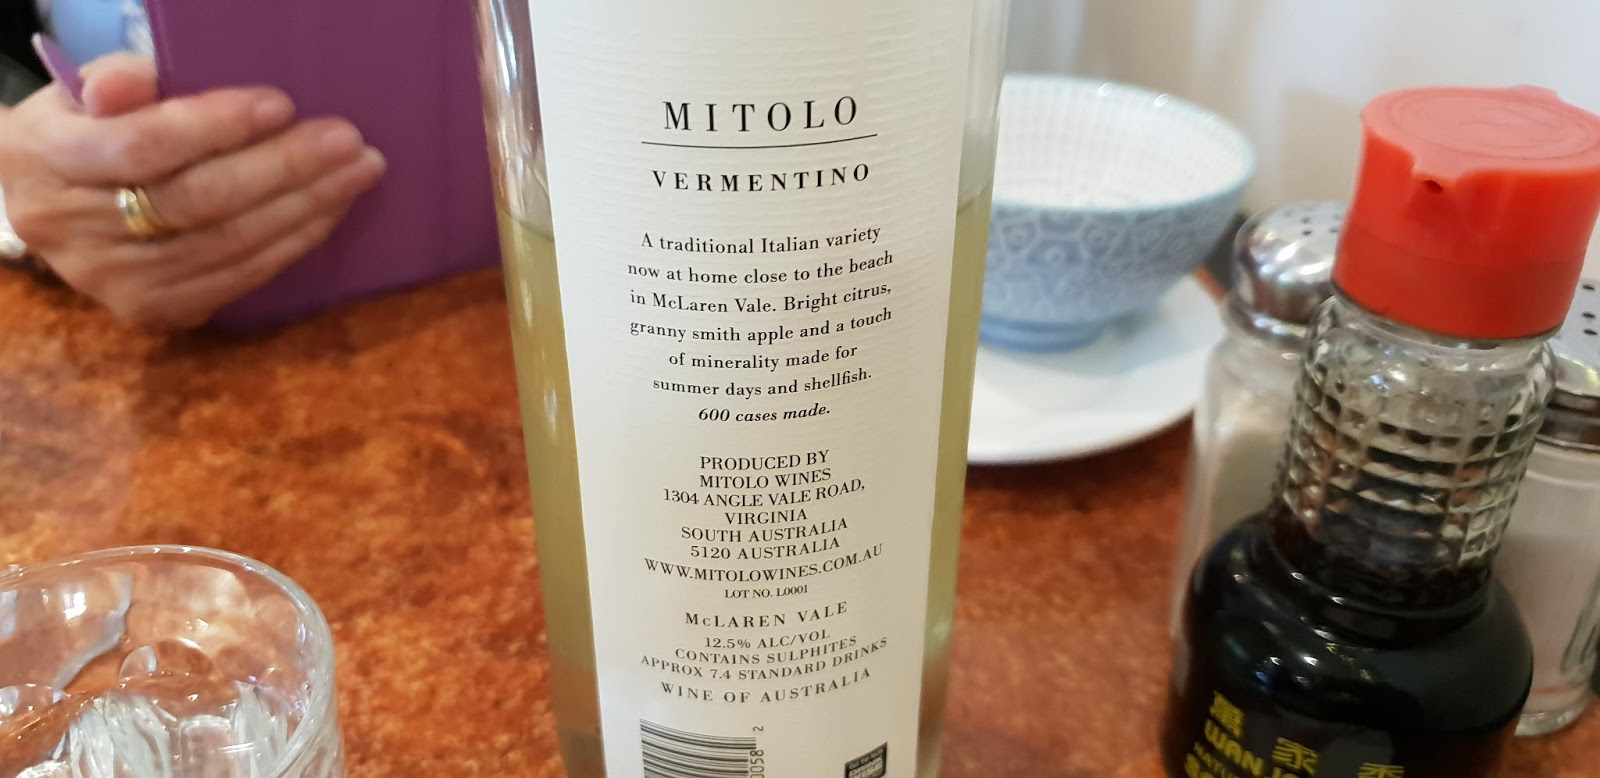 MITOLO
VERMENTINO
A traditional Italian variety
now at home close to the beach
in McLaren Vale. Bright citrus,
granny smith apple and a touch
of minerality made for
summer days and shellfish.
600 cases made.
PRODUCED BY
MITOLO WINES
1304 ANGLE VALE ROAD,
VIRGINIA
SOUTH AUSTRALIA
5120 AUSTRALIA
WWW.MITOLOWINES.COM.AU
LOT NO. L0001
McLAREN VALE
12.5% ALC/VOL
CONTAINS SULPHITES
APPROX 7.4 STANDARD DRINKS
WINE OF AUSTRALIA
WAN